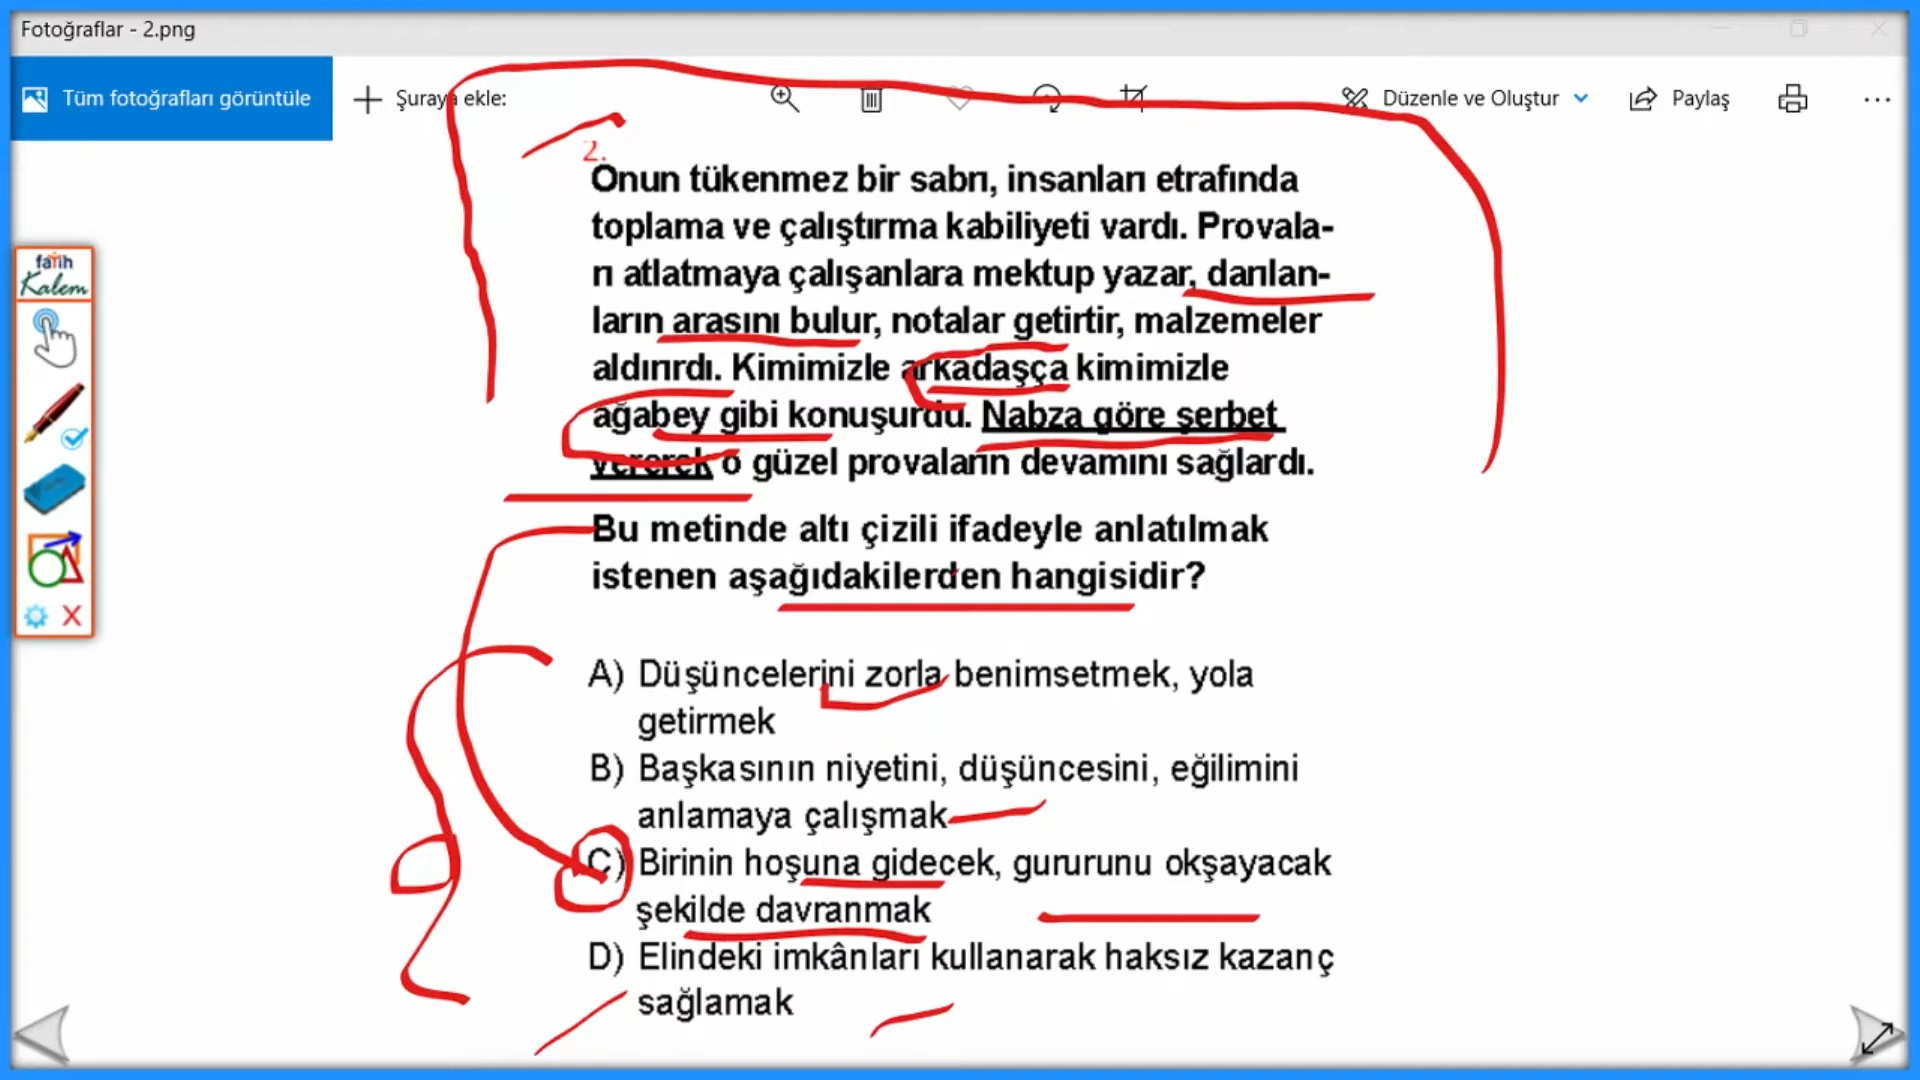 Fotoğraflar - 2.png
Tüm fotoğrafları görüntüle
Şuraya ekle:
Düzenle ve Oluştur
Paylaş
fatih
Kalem
2.
Onun tükenmez bir sabrı, insanları etrafında
toplama ve çalıştırma kabiliyeti vardı. Provala-
rı atlatmaya çalışanlara mektup yazar, darılan-
ların arasını bulur, notalar getirtir, malzemeler
aldırırdı. Kimimizle arkadaşça kimimizle
ağabey gibi konuşurdu. Nabza göre şerbet
vererek o güzel provaların devamını sağlardı.
Bu metinde altı çizili ifadeyle anlatılmak
istenen aşağıdakilerden hangisidir?
A) Düşüncelerini zorla benimsetmek, yola
getirmek
B) Başkasının niyetini, düşüncesini, eğilimini
anlamaya çalışmak
C) Birinin hoşuna gidecek, gururunu okşayacak
şekilde davranmak
D) Elindeki imkânları kullanarak haksız kazanç
sağlamak